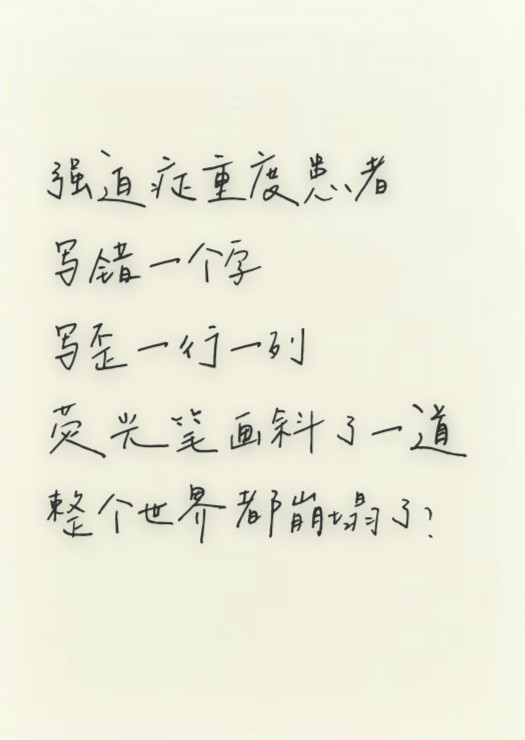 强迫症重度患者
写错一个字
写歪一行一列
荧光笔画斜了一道
整个世界都崩塌了?